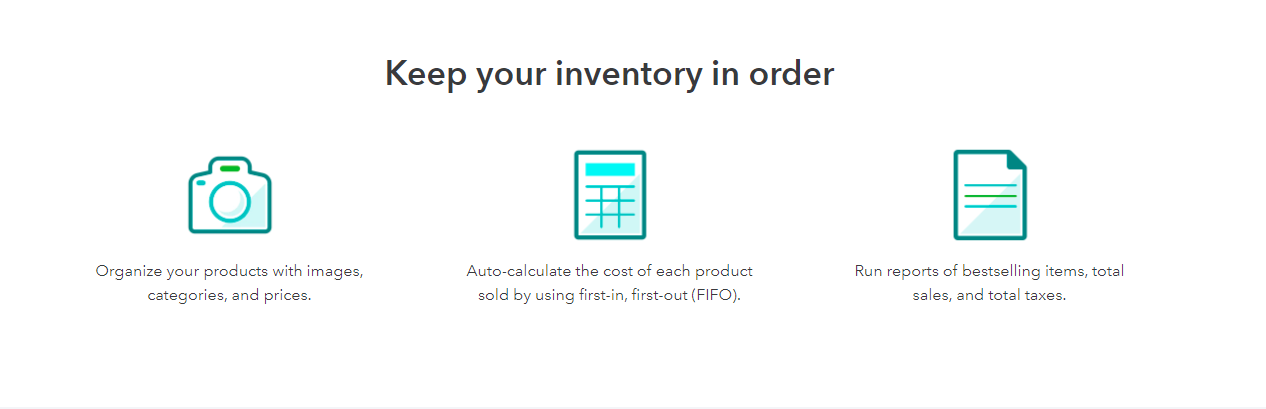 Keep your inventory in order
Organize your products with images,
categories, and prices.
Auto-calculate the cost of each product
sold by using first-in, first-out (FIFO).
Run reports of bestselling items, total
sales, and total taxes.